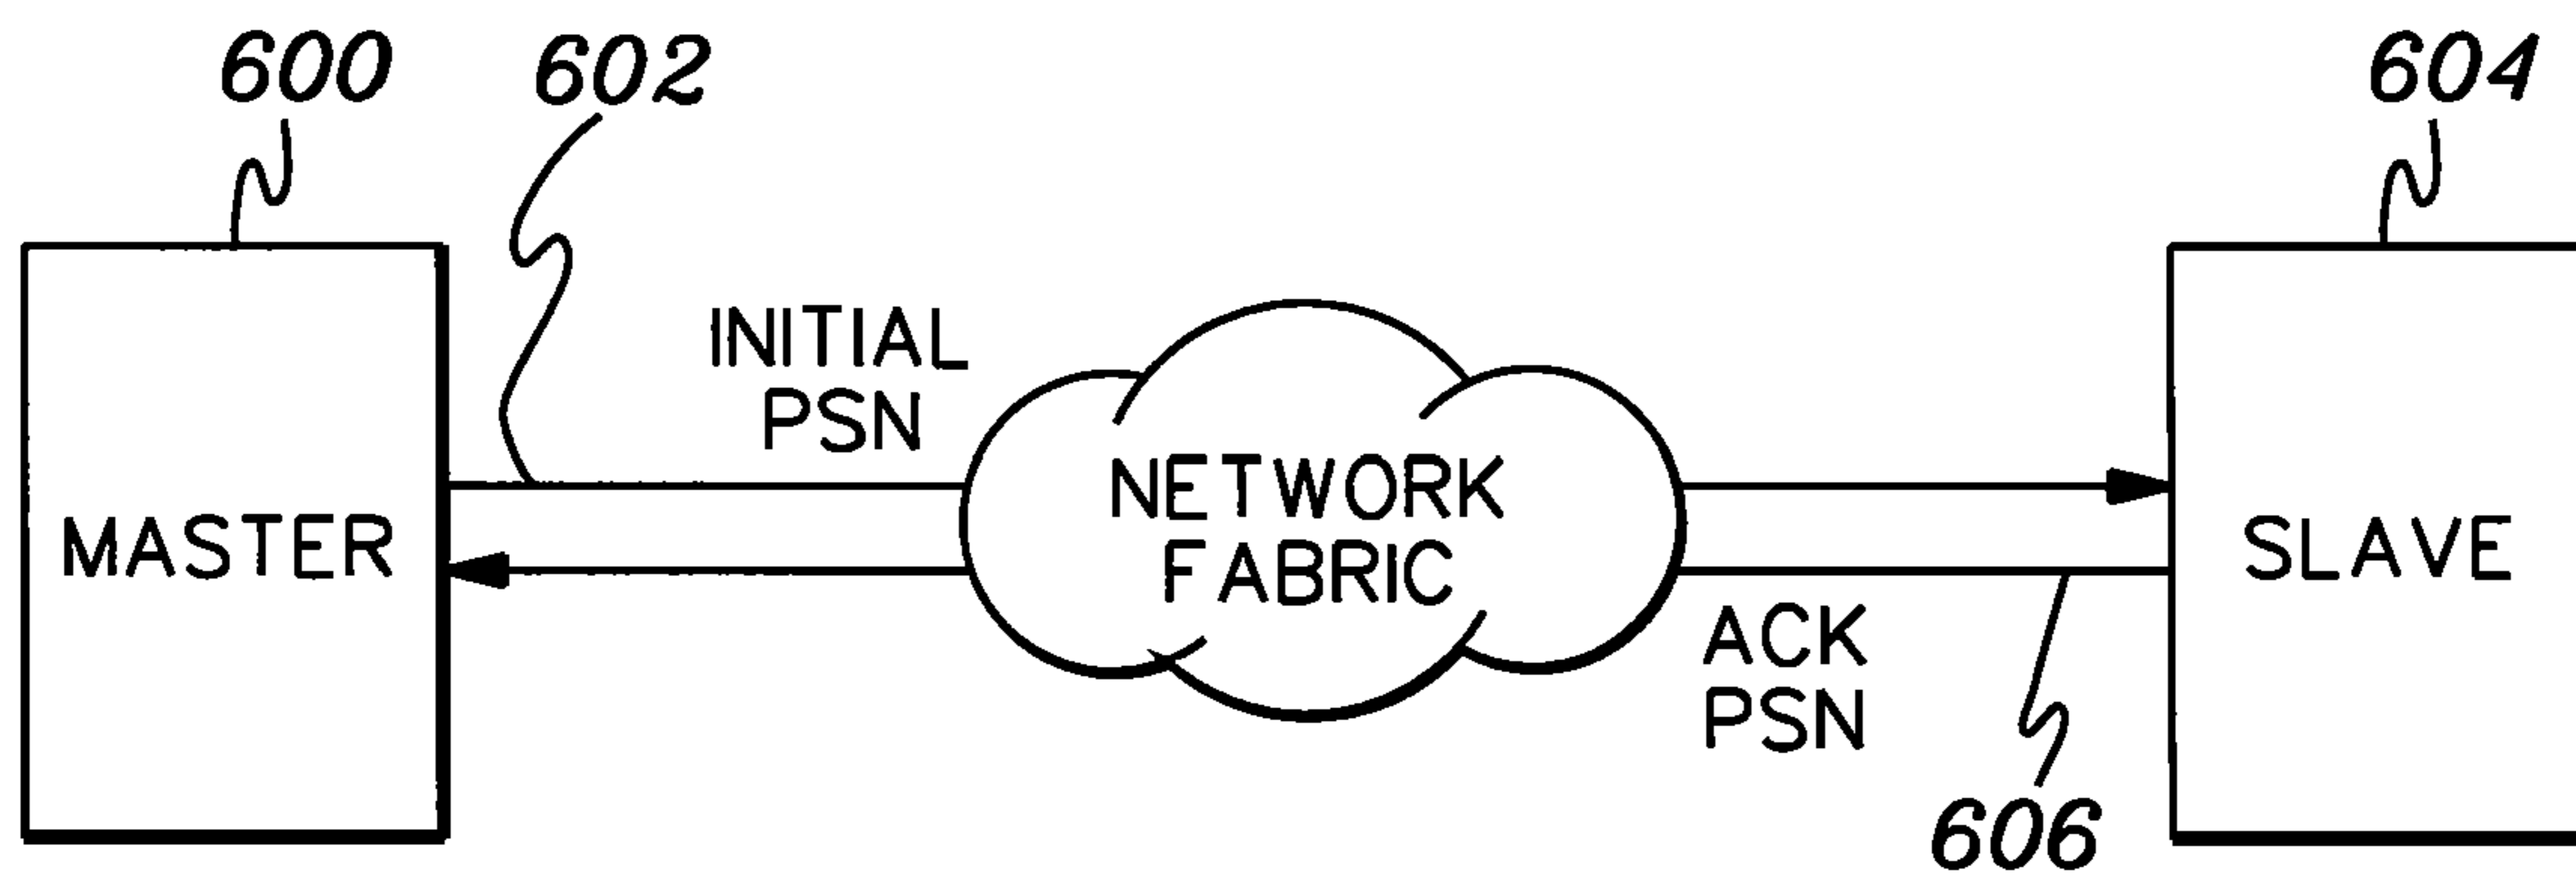 600
602
604
INITIAL
PSN
MASTER
NETWORK
FABRIC
SLAVE
ACK
PSN
606